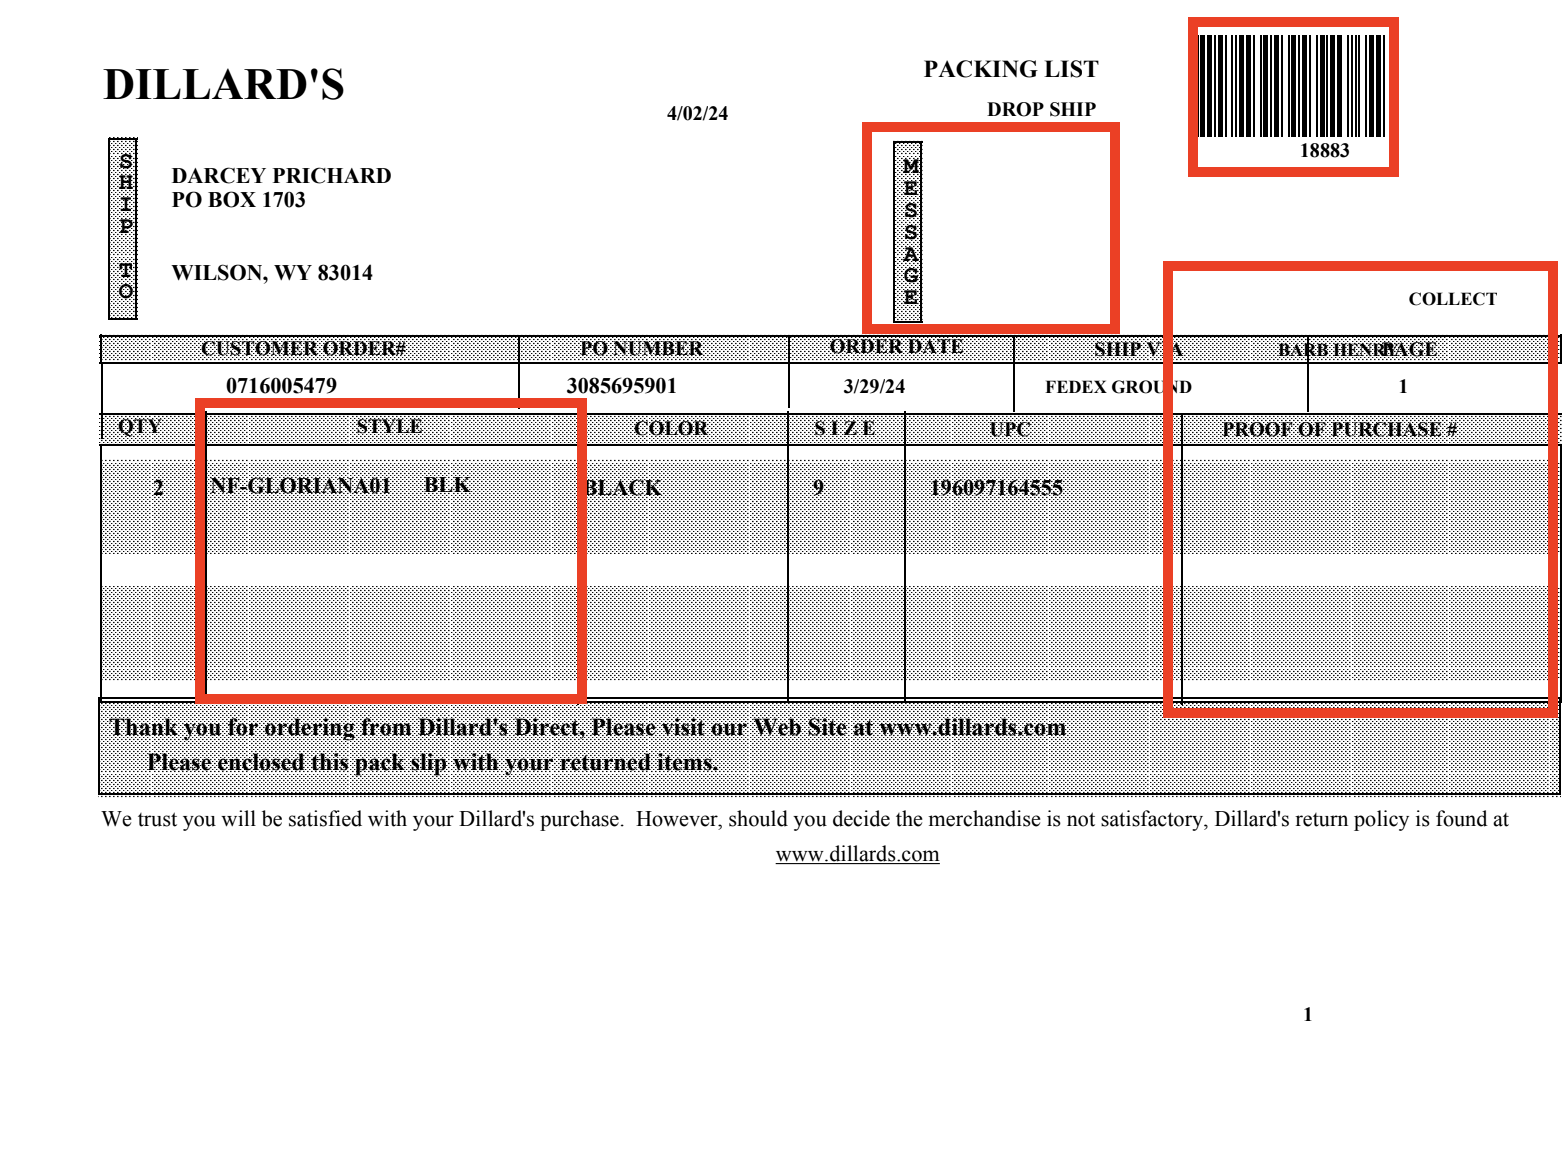 DILLARD'S
PACKING LIST
4/02/24
DROP SHIP
18883
SHIP TO
DARCEY PRICHARD
PO BOX 1703
WILSON, WY 83014
MESSAGE
COLLECT
CUSTOMER ORDER# PO NUMBER ORDER DATE SHIP VIA BARB HENRY PAGE
0716005479 3085695901 3/29/24 FEDEX GROUND 1
QTY STYLE COLOR SIZE UPC PROOF OF PURCHASE #
2 NF-GLORIANA01 BLK BLACK 9 196097164555
Thank you for ordering from Dillard's Direct, Please visit our Web Site at www.dillards.com
Please enclosed this pack slip with your returned items.
We trust you will be satisfied with your Dillard's purchase. However, should you decide the merchandise is not satisfactory, Dillard's return policy is found at
www.dillards.com
1